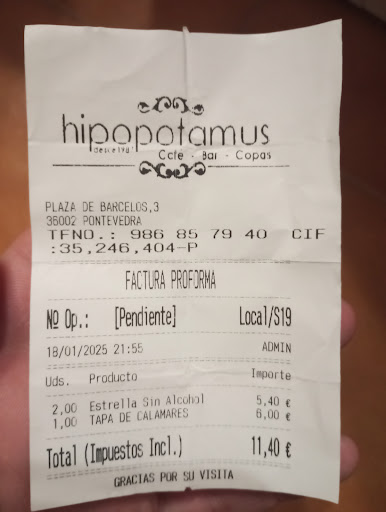 hipopotamus
Cafe · Bar · Copas
PLAZA DE BARCELOS,3
36002 PONTEVEDRA
TFNO.: 986 85 79 40 CIF
:35,246,404-P
FACTURA PROFORMA
Nº Op.: [Pendiente] Local/S19
18/01/2025 21:55 ADMIN
Uds. Producto Importe
2,00 Estrella Sin Alcohol 5,40 €
1,00 TAPA DE CALAMARES 6,00 €
Total (Impuestos Incl.) 11,40 €
GRACIAS POR SU VISITA